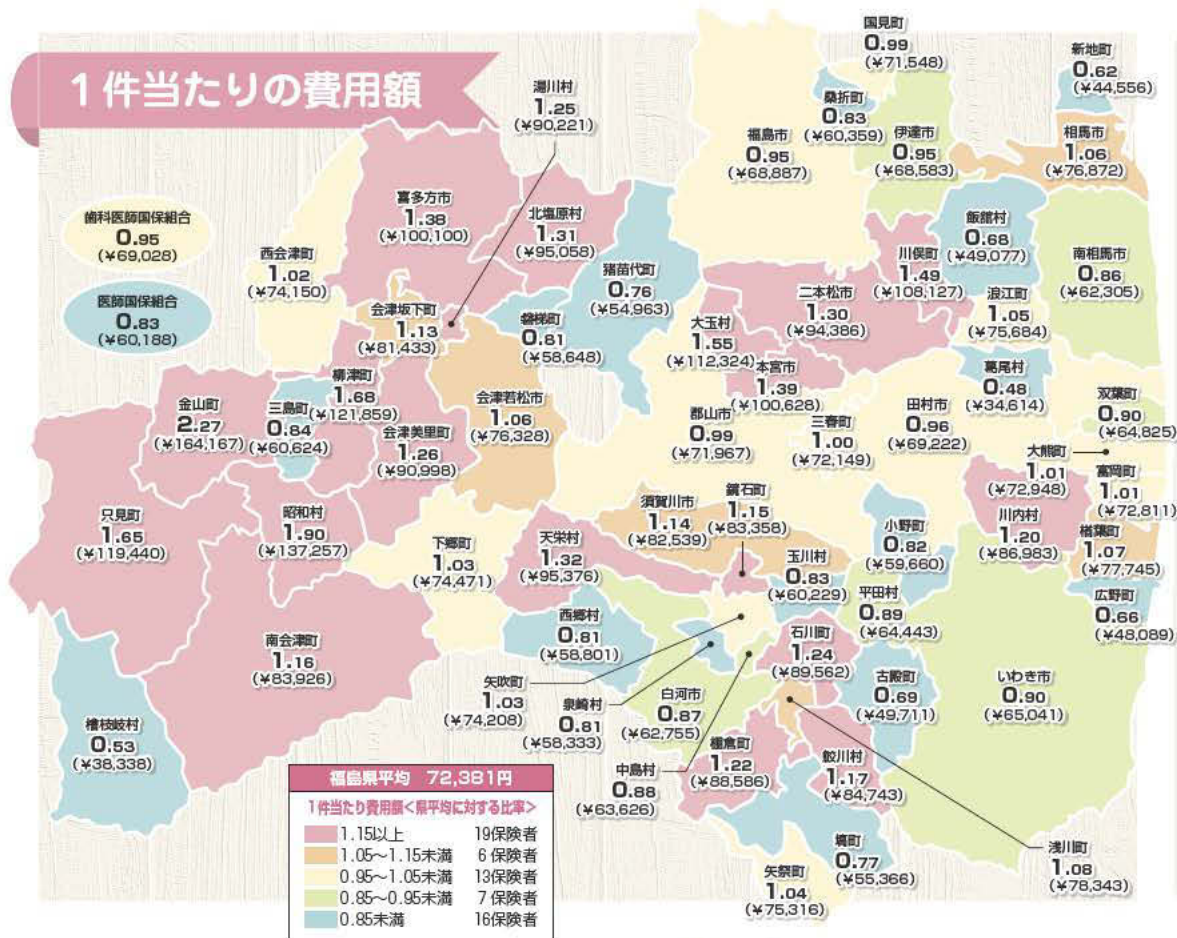 1件当たりの費用額
国見町
0.99
(¥71,548)
新地町
0.62
(¥44,556)
湯川村
1.25
(¥90,221)
桑折町
0.83
(¥60,359)
福島市
0.95
(¥68,887)
伊達市
0.95
(¥68,583)
相馬市
1.06
(¥76,872)
喜多方市
1.38
(¥100,100)
北塩原村
1.31
(¥95,058)
歯科医師国保組合
0.95
(¥69,028)
西会津町
1.02
(¥74,150)
医師国保組合
0.83
(¥60,188)
猪苗代町
0.76
(¥54,963)
飯舘村
0.68
(¥49,077)
川俣町
1.49
(¥108,127)
南相馬市
0.86
(¥62,305)
会津坂下町
1.13
(¥81,433)
磐梯町
0.81
(¥58,648)
二本松市
1.30
(¥94,386)
浪江町
1.05
(¥75,684)
大玉村
1.55
(¥112,324)
本宮市
1.39
(¥100,628)
葛尾村
0.48
(¥34,614)
柳津町
1.68
(¥121,859)
金山町
2.27
(¥164,167)
三島町
0.84
(¥60,624)
会津若松市
1.06
(¥76,328)
会津美里町
1.26
(¥90,998)
郡山市
0.99
(¥71,967)
三春町
1.00
(¥72,149)
田村市
0.96
(¥69,222)
双葉町
0.90
(¥64,825)
大熊町
1.01
(¥72,948)
富岡町
1.01
(¥72,811)
只見町
1.65
(¥119,440)
昭和村
1.90
(¥137,257)
下郷町
1.03
(¥74,471)
天栄村
1.32
(¥95,376)
須賀川市
1.14
(¥82,539)
鏡石町
1.15
(¥83,358)
小野町
0.82
(¥59,660)
川内村
1.20
(¥86,983)
楢葉町
1.07
(¥77,745)
玉川村
0.83
(¥60,229)
平田村
0.89
(¥64,443)
広野町
0.66
(¥48,089)
西郷村
0.81
(¥58,801)
南会津町
1.16
(¥83,926)
石川町
1.24
(¥89,562)
古殿町
0.69
(¥49,711)
いわき市
0.90
(¥65,041)
矢吹町
1.03
(¥74,208)
泉崎村
0.81
(¥58,333)
白河市
0.87
(¥62,755)
檜枝岐村
0.53
(¥38,338)
棚倉町
1.22
(¥88,586)
中島村
0.88
(¥63,626)
鮫川村
1.17
(¥84,743)
塙町
0.77
(¥55,366)
矢祭町
1.04
(¥75,316)
浅川町
1.08
(¥78,343)
福島県平均 72,381円
1件当たり費用額<県平均に対する比率>
1.15以上 19保険者
1.05～1.15未満 6保険者
0.95～1.05未満 13保険者
0.85～0.95未満 7保険者
0.85未満 16保険者